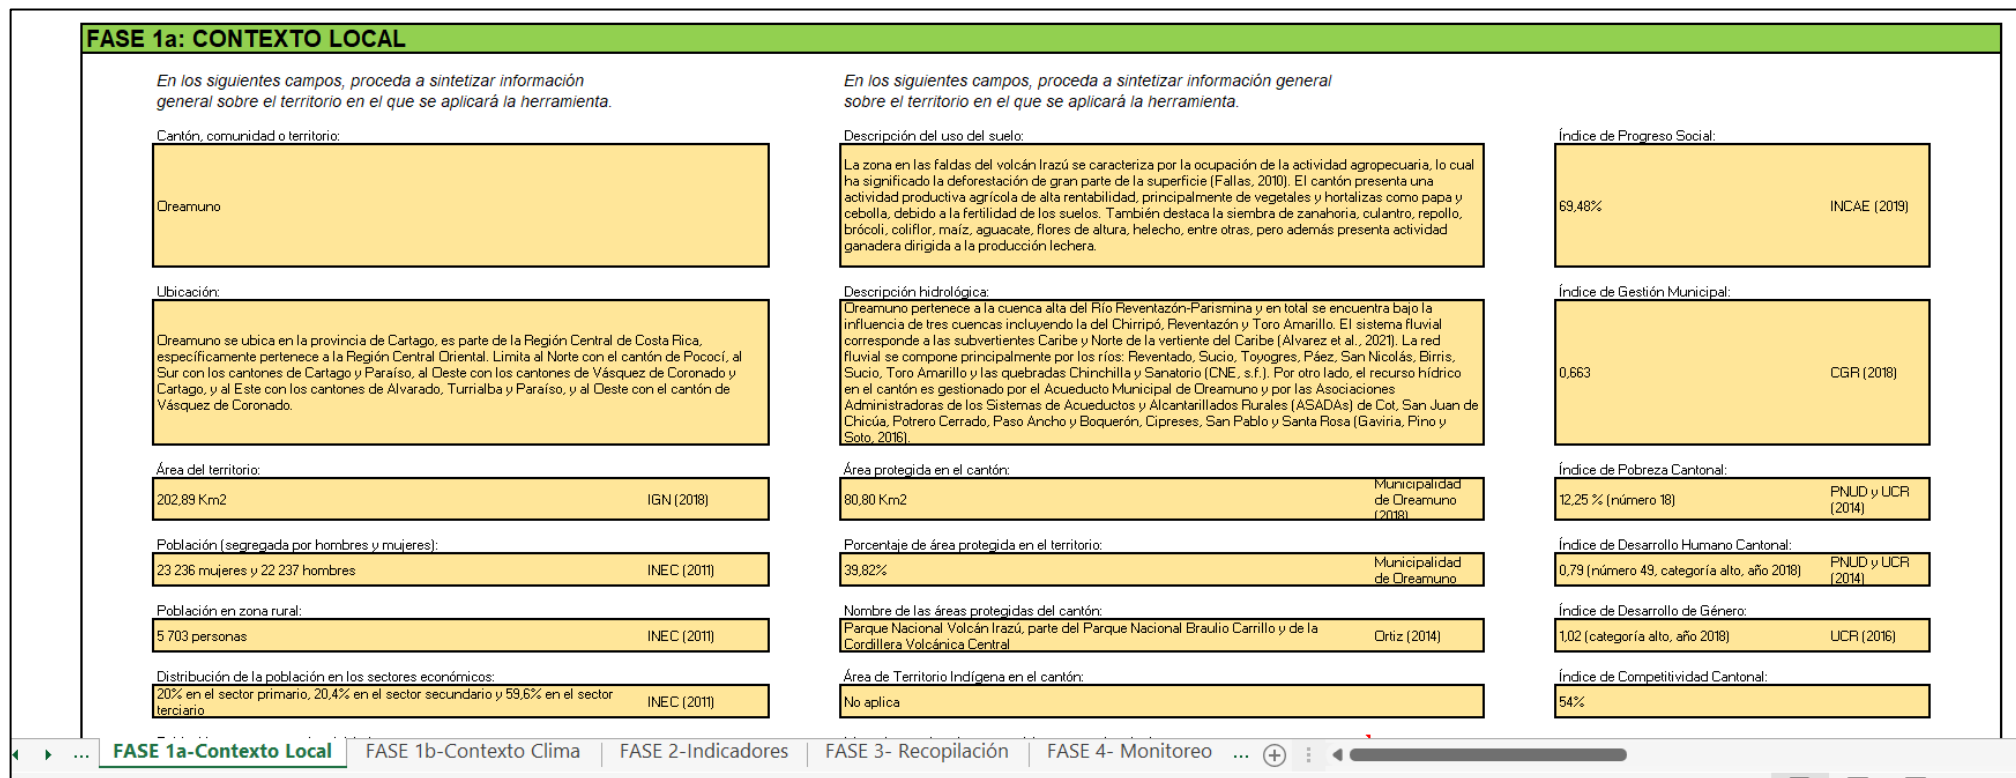 FASE 1a: CONTEXTO LOCAL
En los siguientes campos, proceda a sintetizar información
general sobre el territorio en el que se aplicará la herramienta.
Cantón, comunidad o territorio:
Oreamuno
Ubicación:
Oreamuno se ubica en la provincia de Cartago, es parte de la Región Central de Costa Rica,
específicamente pertenece a la Región Central Oriental. Limita al Norte con el cantón de Pococí, al
Sur con los cantones de Cartago y Paraíso, al Oeste con los cantones de Vásquez de Coronado y
Cartago, y al Este con los cantones de Alvarado, Turrialba y Paraíso, y al Oeste con el cantón de
Vásquez de Coronado.
Área del territorio:
202,89 Km2 IGN (2018)
Población (segregada por hombres y mujeres):
23 236 mujeres y 22 237 hombres INEC (2011)
Población en zona rural:
5 703 personas INEC (2011)
Distribución de la población en los sectores económicos:
20% en el sector primario, 20,4% en el sector secundario y 59,6% en el sector
terciario INEC (2011)
En los siguientes campos, proceda a sintetizar información general
sobre el territorio en el que se aplicará la herramienta.
Descripción del uso del suelo:
La zona en las faldas del volcán Irazú se caracteriza por la ocupación de la actividad agropecuaria, lo cual
ha significado la deforestación de gran parte de la superficie (Fallas, 2010). El cantón presenta una
actividad productiva agrícola de alta rentabilidad, principalmente de vegetales y hortalizas como papa y
cebolla, debido a la fertilidad de los suelos. También destaca la siembra de zanahoria, culantro, repollo,
brócoli, coliflor, maíz, aguacate, flores de altura, helecho, entre otras, pero además presenta actividad
ganadera dirigida a la producción lechera.
Descripción hidrológica:
Oreamuno pertenece a la cuenca alta del Río Reventazón-Parismina y en total se encuentra bajo la
influencia de tres cuencas incluyendo la del Chirripó, Reventazón y Toro Amarillo. El sistema fluvial
corresponde a las subvertientes Caribe y Norte de la vertiente del Caribe (Alvarez et al., 2021). La red
fluvial se compone principalmente por los ríos: Reventado, Sucio, Toyogres, Páez, San Nicolás, Birris,
Sucio, Toro Amarillo y las quebradas Chinchilla y Sanatorio (CNE, s.f.). Por otro lado, el recurso hídrico
en el cantón es gestionado por el Acueducto Municipal de Oreamuno y por las Asociaciones
Administradoras de los Sistemas de Acueductos y Alcantarillados Rurales (ASADAs) de Cot, San Juan de
Chicúa, Potrero Cerrado, Paso Ancho y Boquerón, Cipreses, San Pablo y Santa Rosa (Gaviria, Pino y
Soto, 2016).
Área protegida en el cantón:
80,80 Km2 Municipalidad
de Oreamuno
(2018)
Porcentaje de área protegida en el territorio:
39,82% Municipalidad
de Oreamuno
Nombre de las áreas protegidas del cantón:
Parque Nacional Volcán Irazú, parte del Parque Nacional Braulio Carrillo y de la
Cordillera Volcánica Central Ortiz (2014)
Área de Territorio Indígena en el cantón:
No aplica
Índice de Progreso Social:
69,48% INCAE (2019)
Índice de Gestión Municipal:
0,663 CGR (2018)
Índice de Pobreza Cantonal:
12,25 % (número 18) PNUD y UCR
(2014)
Índice de Desarrollo Humano Cantonal:
0,79 (número 49, categoría alto, año 2018) PNUD y UCR
(2014)
Índice de Desarrollo de Género:
1,02 (categoría alto, año 2018) UCR (2016)
Índice de Competitividad Cantonal:
54%
... FASE 1a-Contexto Local FASE 1b-Contexto Clima FASE 2-Indicadores FASE 3- Recopilación FASE 4- Monitoreo ...